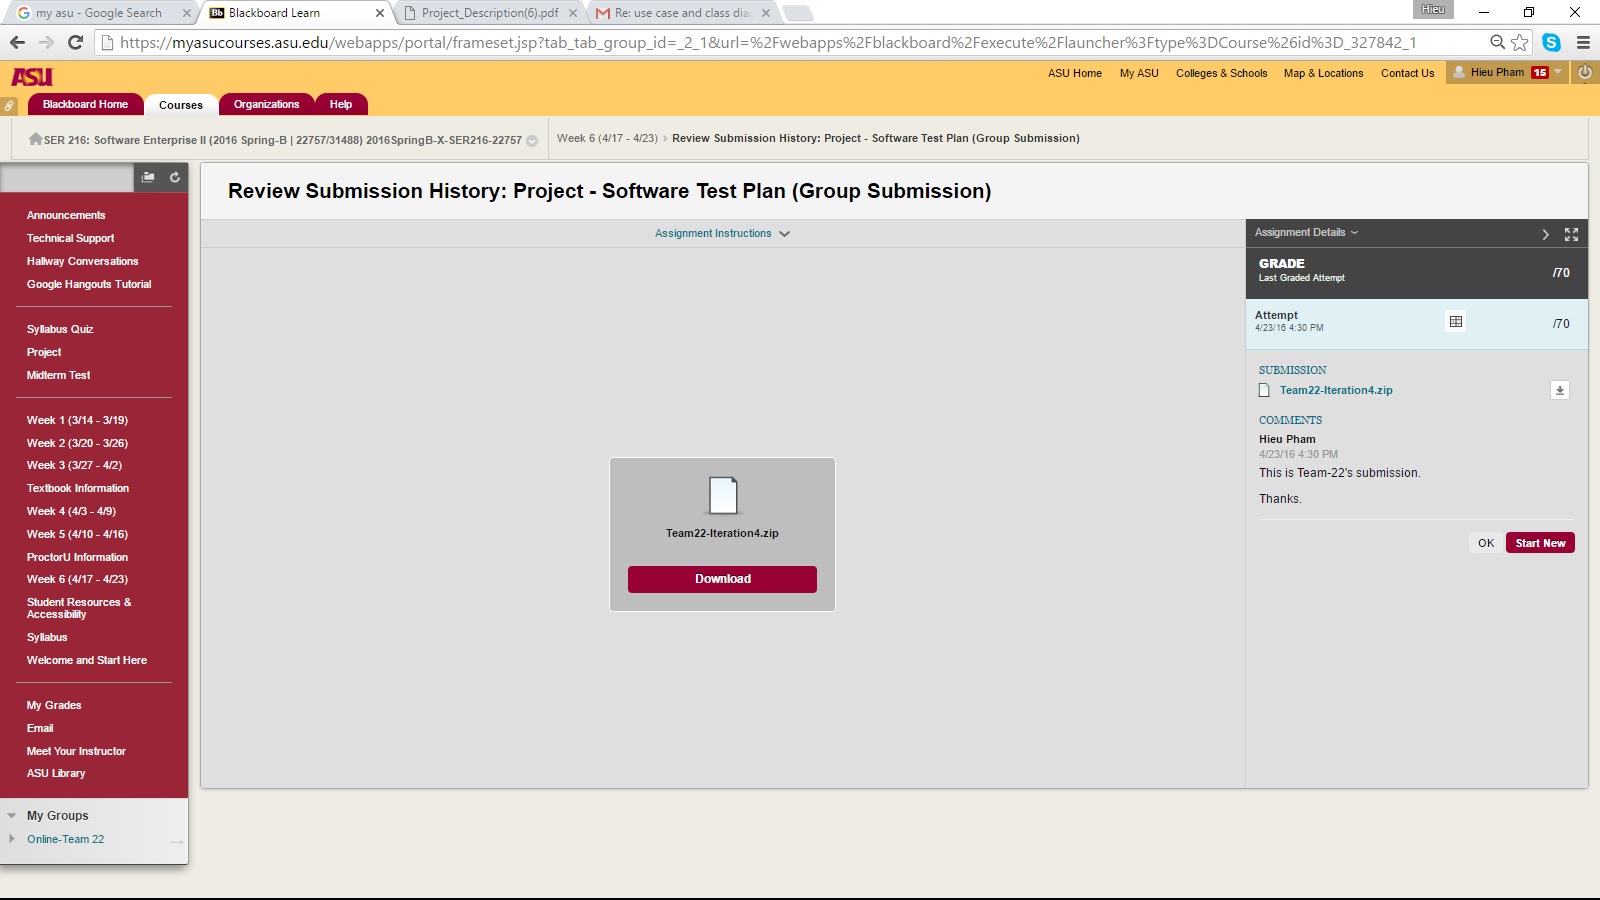 my asu - Google Search
Blackboard Learn
Project_Description(6).pdf
Re: use case and class dia
Hieu
https://myasucourses.asu.edu/webapps/portal/frameset.jsp?tab_tab_group_id=_2_1&url=%2Fwebapps%2Fblackboard%2Fexecute%2Flauncher%3Ftype%3DCourse%26id%3D_327842_1
ASU
ASU Home
My ASU
Colleges & Schools
Map & Locations
Contact Us
Hieu Pham 15
Blackboard Home
Courses
Organizations
Help
SER 216: Software Enterprise II (2016 Spring-B | 22757/31488) 2016SpringB-X-SER216-22757
Week 6 (4/17 - 4/23)
Review Submission History: Project - Software Test Plan (Group Submission)
Announcements
Technical Support
Hallway Conversations
Google Hangouts Tutorial
Syllabus Quiz
Project
Midterm Test
Week 1 (3/14 - 3/19)
Week 2 (3/20 - 3/26)
Week 3 (3/27 - 4/2)
Textbook Information
Week 4 (4/3 - 4/9)
Week 5 (4/10 - 4/16)
ProctorU Information
Week 6 (4/17 - 4/23)
Student Resources &
Accessibility
Syllabus
Welcome and Start Here
My Grades
Email
Meet Your Instructor
ASU Library
My Groups
Online-Team 22
Review Submission History: Project - Software Test Plan (Group Submission)
Assignment Instructions
Team22-Iteration4.zip
Download
Assignment Details
GRADE
Last Graded Attempt
/70
Attempt
4/23/16 4:30 PM
/70
SUBMISSION
Team22-Iteration4.zip
COMMENTS
Hieu Pham
4/23/16 4:30 PM
This is Team-22's submission.
Thanks.
OK
Start New